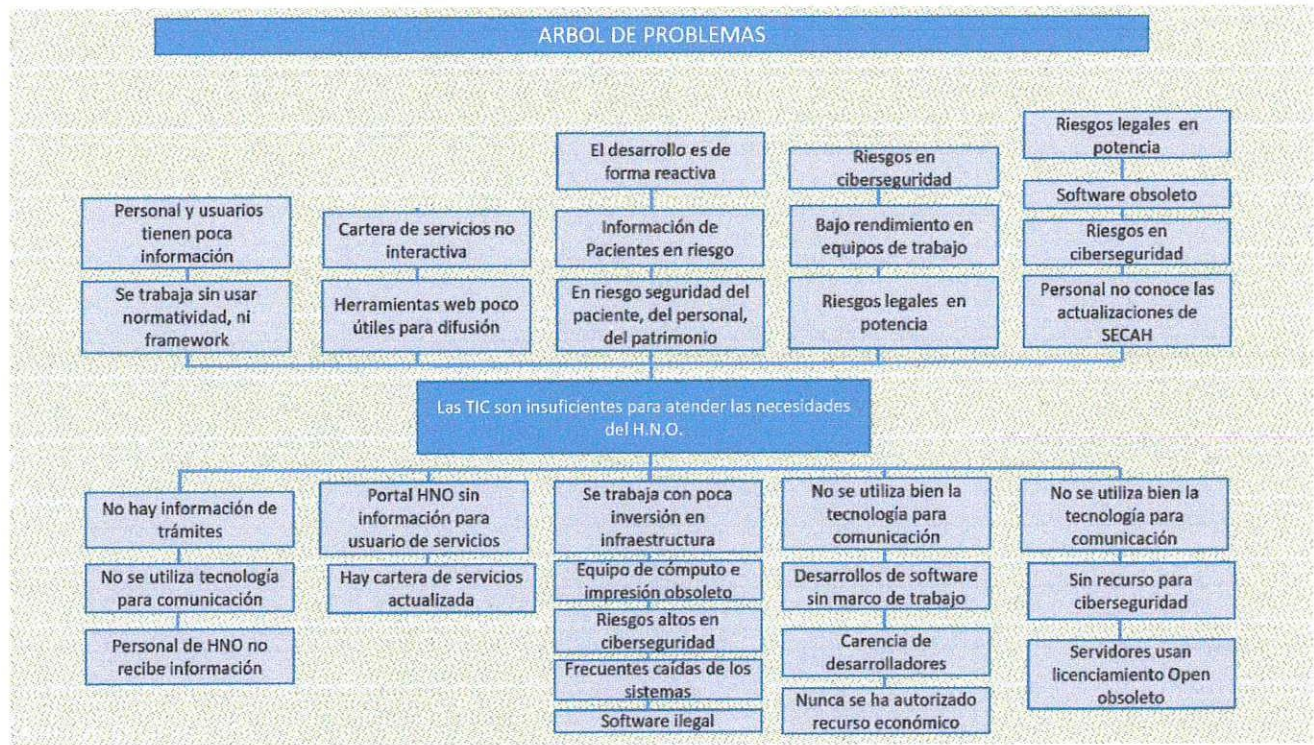 ARBOL DE PROBLEMAS
Personal y usuarios
tienen poca
información
Se trabaja sin usar
normatividad, ni
framework
Cartera de servicios no
interactiva
Herramientas web poco
útiles para difusión
El desarrollo es de
forma reactiva
Información de
Pacientes en riesgo
En riesgo seguridad del
paciente, del personal,
del patrimonio
Riesgos en
ciberseguridad
Bajo rendimiento en
equipos de trabajo
Riesgos legales en
potencia
Riesgos legales en
potencia
Software obsoleto
Riesgos en
ciberseguridad
Personal no conoce las
actualizaciones de
SECAH
Las TIC son insuficientes para atender las necesidades
del H.N.O.
No hay información de
trámites
No se utiliza tecnología
para comunicación
Personal de HNO no
recibe información
Portal HNO sin
información para
usuario de servicios
Hay cartera de servicios
actualizada
Se trabaja con poca
inversión en
infraestructura
Equipo de cómputo e
impresión obsoleto
Riesgos altos en
ciberseguridad
Frecuentes caídas de los
sistemas
Software ilegal
No se utiliza bien la
tecnología para
comunicación
Desarrollos de software
sin marco de trabajo
Carencia de
desarrolladores
Nunca se ha autorizado
recurso económico
No se utiliza bien la
tecnología para
comunicación
Sin recurso para
ciberseguridad
Servidores usan
licenciamiento Open
obsoleto